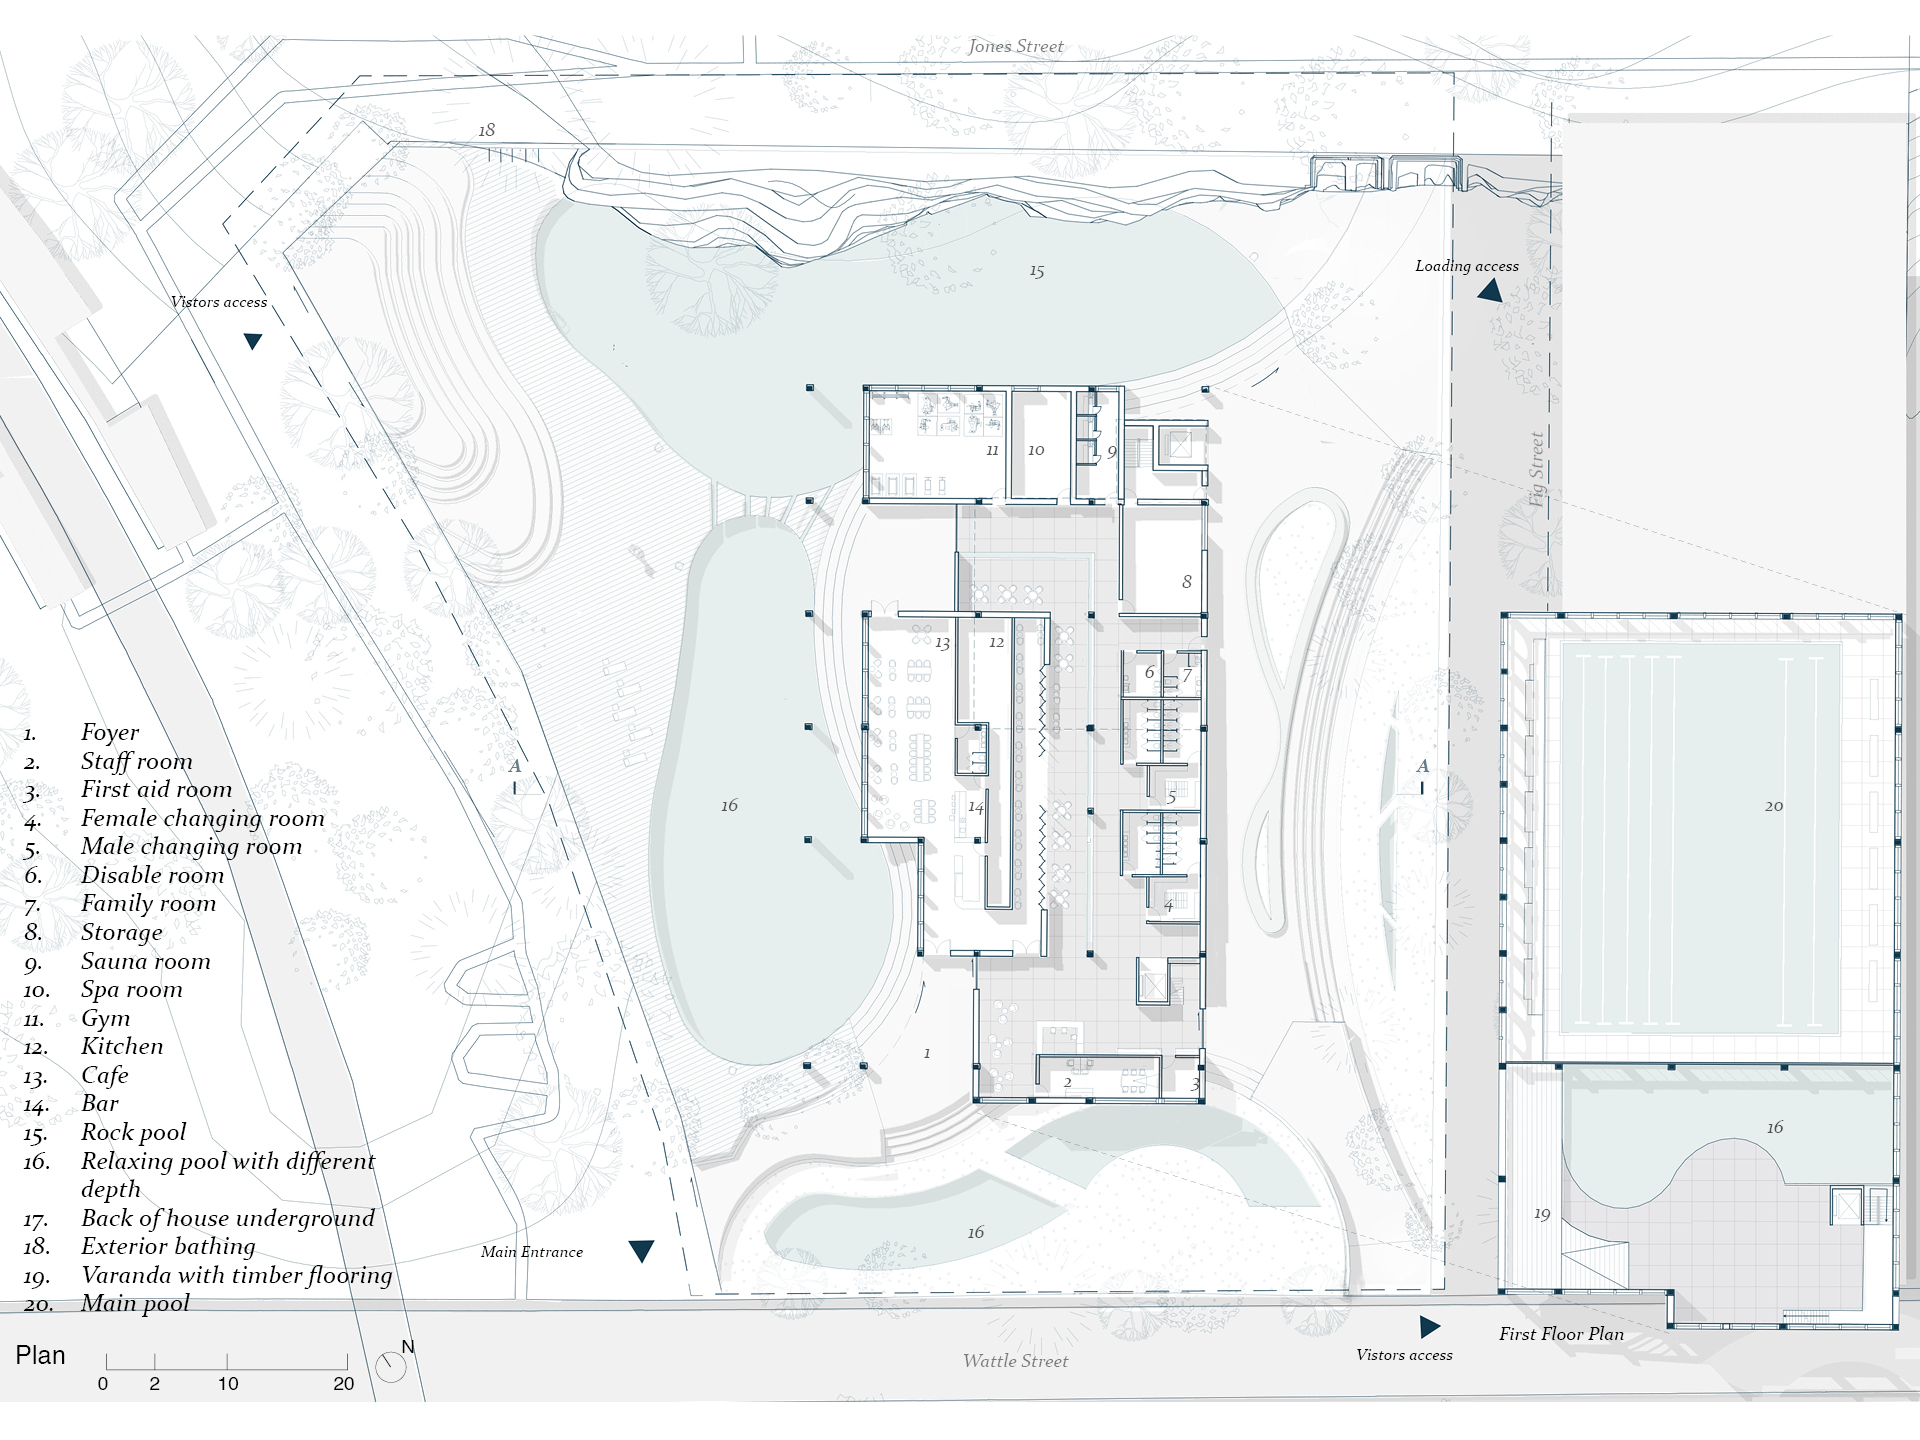 Jones Street
18
Vistors access
15
Loading access
11
10
9
Fig Street
8
13
12
6
7
A
A
16
14
5
20
4
1
2
3
16
16
19
Main Entrance
1. Foyer
2. Staff room
3. First aid room
4. Female changing room
5. Male changing room
6. Disable room
7. Family room
8. Storage
9. Sauna room
10. Spa room
11. Gym
12. Kitchen
13. Cafe
14. Bar
15. Rock pool
16. Relaxing pool with different
depth
17. Back of house underground
18. Exterior bathing
19. Varanda with timber flooring
20. Main pool
Plan
0 2 10 20
N
Wattle Street
Vistors access
First Floor Plan